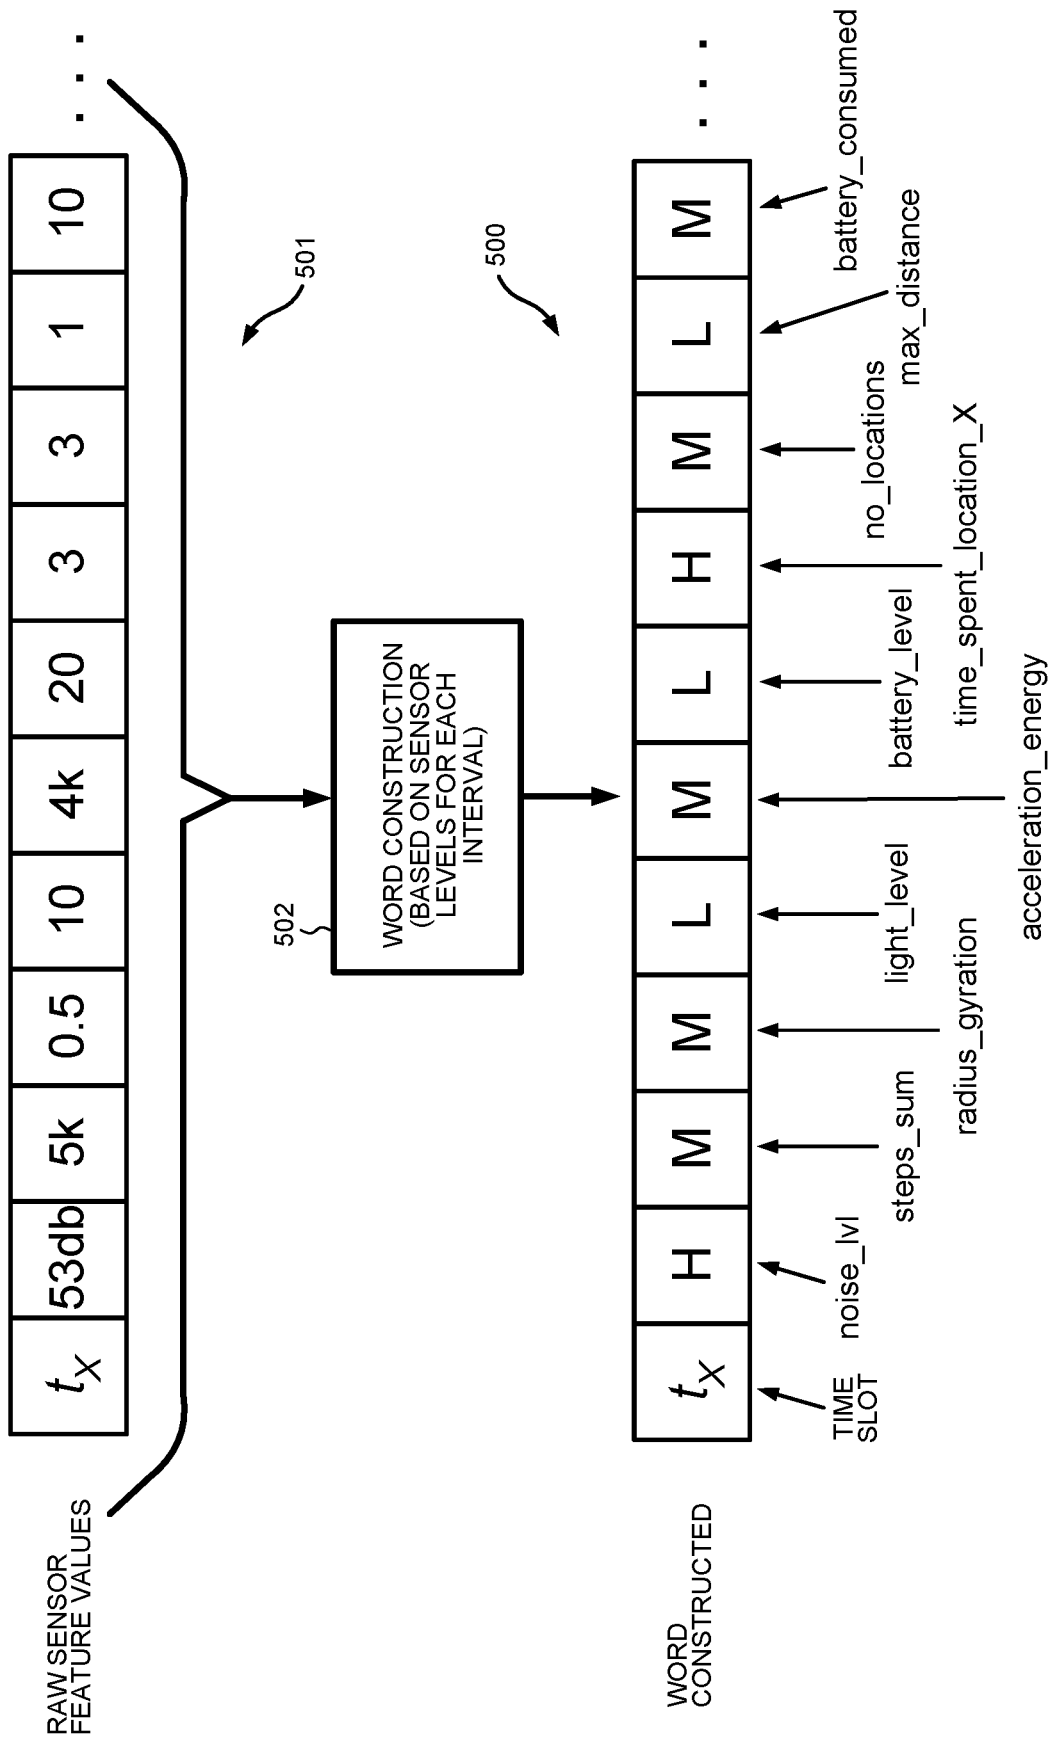 RAW SENSOR
FEATURE VALUES
tX 53db 5k 0.5 10 4k 20 3 3 1 10 . . .
501
502
WORD CONSTRUCTION
(BASED ON SENSOR
LEVELS FOR EACH
INTERVAL)
500
WORD
CONSTRUCTED
tX H M M L M L H M L M . . .
TIME
SLOT
noise_lvl
steps_sum
radius_gyration
light_level
acceleration_energy
battery_level
time_spent_location_X
no_locations
max_distance
battery_consumed